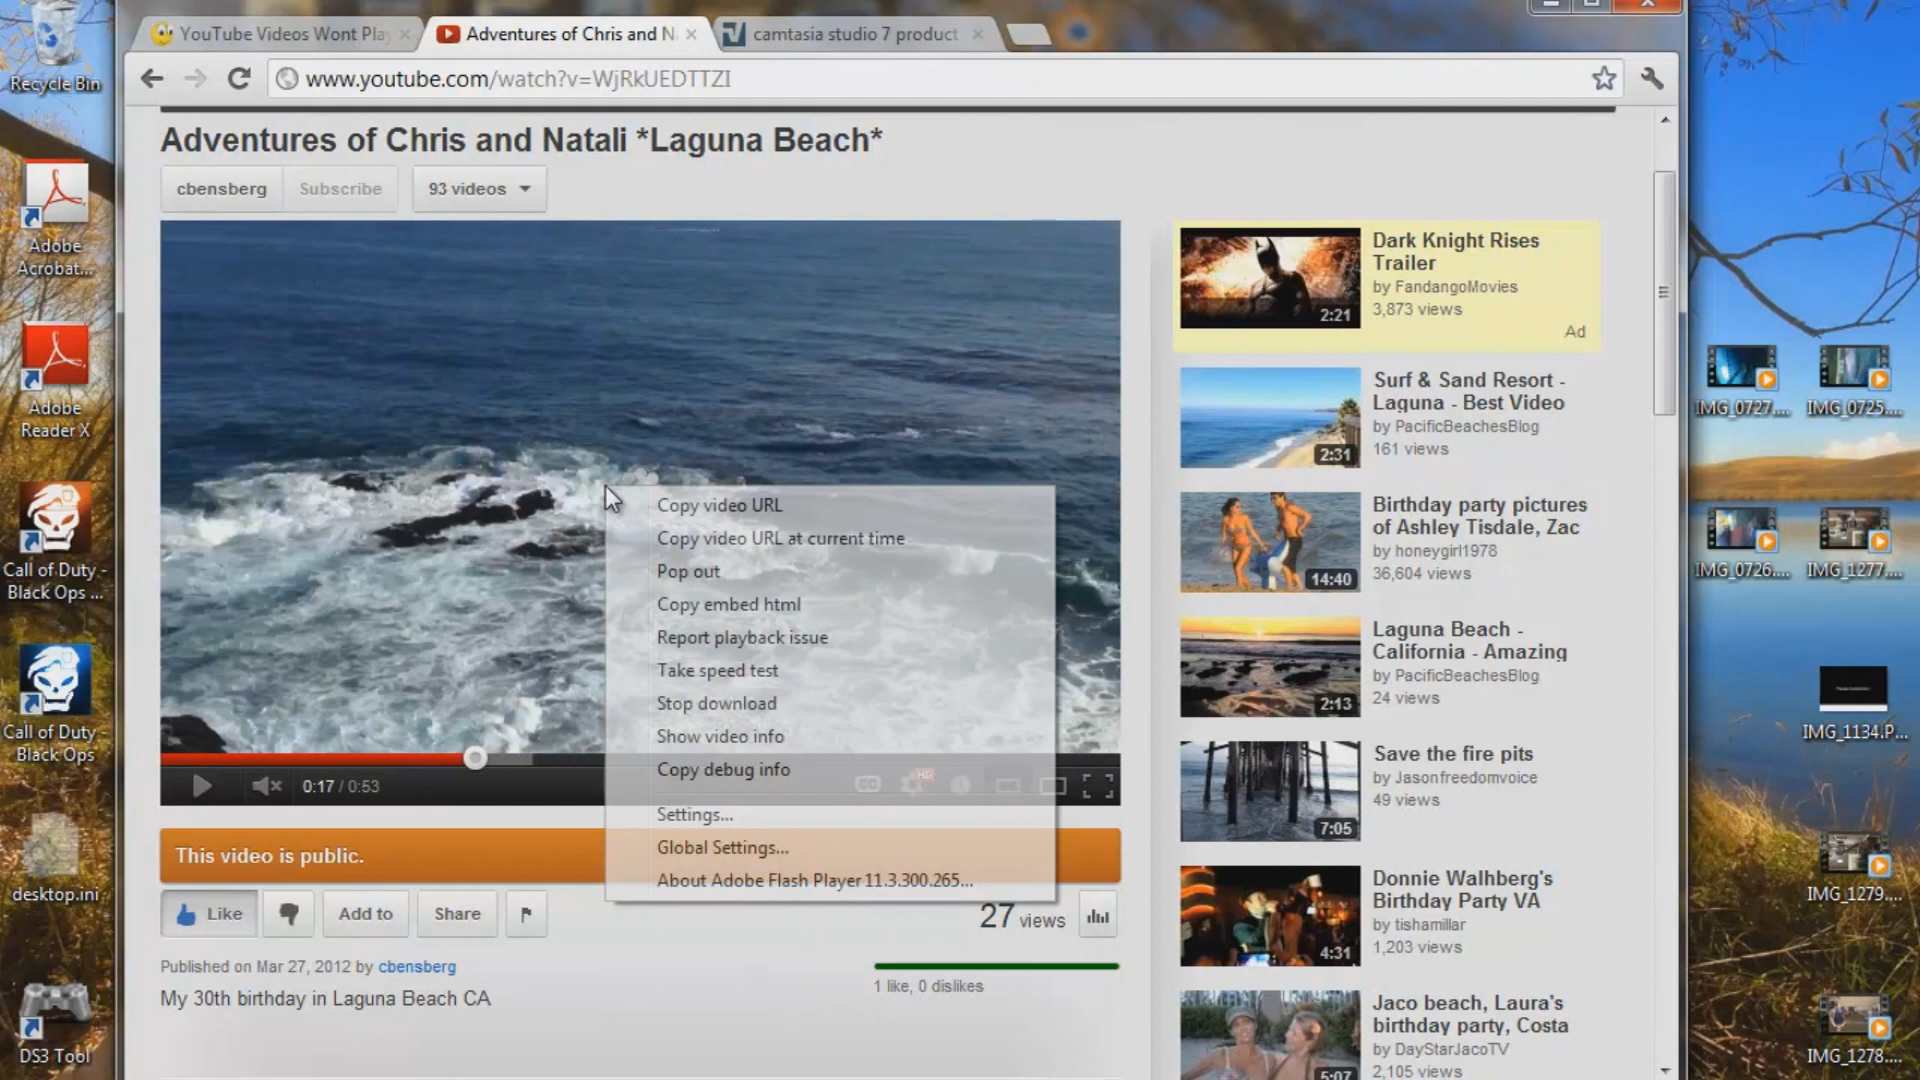 YouTube Videos Wont Pla
Adventures of Chris and N
camtasia studio 7 product
www.youtube.com/watch?v=WjRkUEDTTZI
Adventures of Chris and Natali *Laguna Beach*
cbensberg
Subscribe
93 videos
Copy video URL
Copy video URL at current time
Pop out
Copy embed html
Report playback issue
Take speed test
Stop download
Show video info
Copy debug info
Settings...
Global Settings...
About Adobe Flash Player 11.3.300.265...
0:17 / 0:53
CC
HD
This video is public.
Like
Add to
Share
27 views
Published on Mar 27, 2012 by cbensberg
1 like, 0 dislikes
My 30th birthday in Laguna Beach CA
Dark Knight Rises
Trailer
by FandangoMovies
3,873 views
2:21
Ad
Surf & Sand Resort -
Laguna - Best Video
by PacificBeachesBlog
161 views
2:31
Birthday party pictures
of Ashley Tisdale, Zac
by honeygirl1978
36,604 views
14:40
Laguna Beach -
California - Amazing
by PacificBeachesBlog
24 views
2:13
Save the fire pits
by Jasonfreedomvoice
49 views
7:05
Donnie Walhberg's
Birthday Party VA
by tishamillar
1,203 views
4:31
Jaco beach, Laura's
birthday party, Costa
by DayStarJacoTV
2,105 views
5:07
Recycle Bin
Adobe
Acrobat...
Adobe
Reader X
Call of Duty -
Black Ops ...
Call of Duty -
Black Ops
desktop.ini
DS3 Tool
IMG_0727....
IMG_0725....
IMG_0726....
IMG_1277....
IMG_1134.P...
IMG_1279....
IMG_1278....